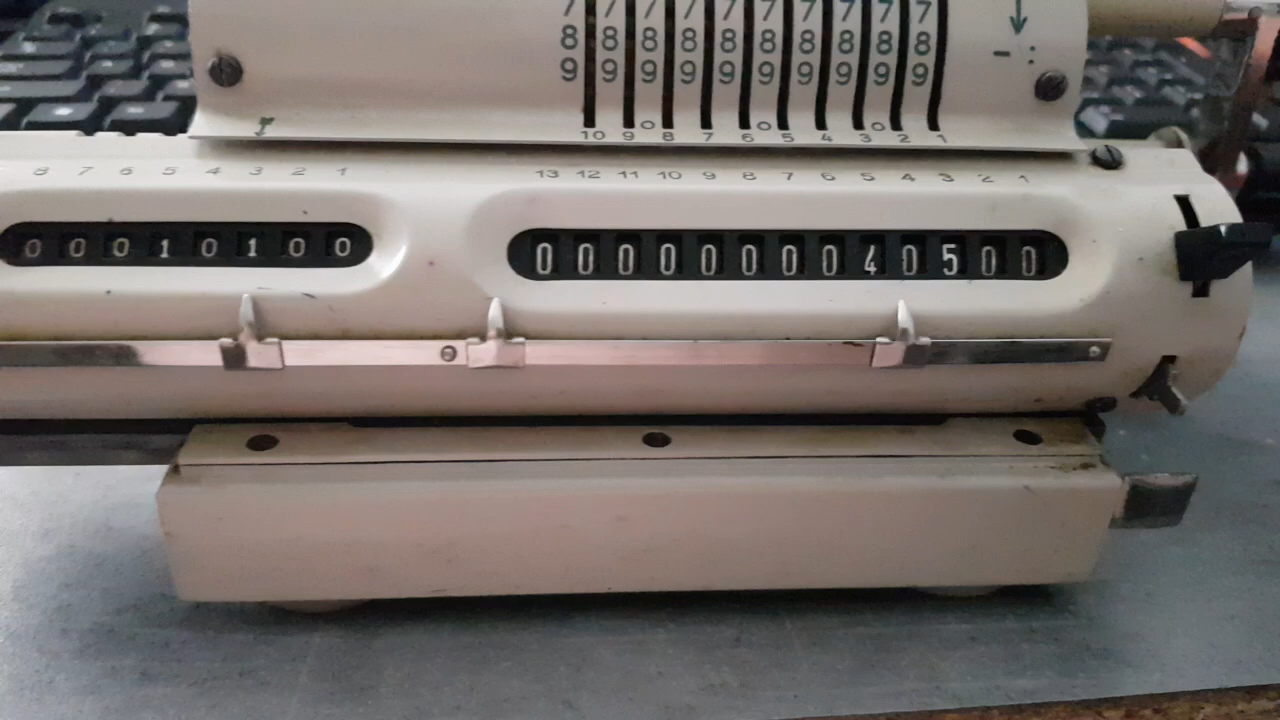 7 7 7 7 7 7 7 7 7 7
8 8 8 8 8 8 8 8 8 8
- :
9 9 9 9 9 9 9 9 9 9
0 0 0
10 9 8 7 6 5 4 3 2 1
8 7 6 5 4 3 2 1
13 12 11 10 9 8 7 6 5 4 3 2 1
0 0 0 1 0 1 0 0
0 0 0 0 0 0 0 0 4 0 5 0 0